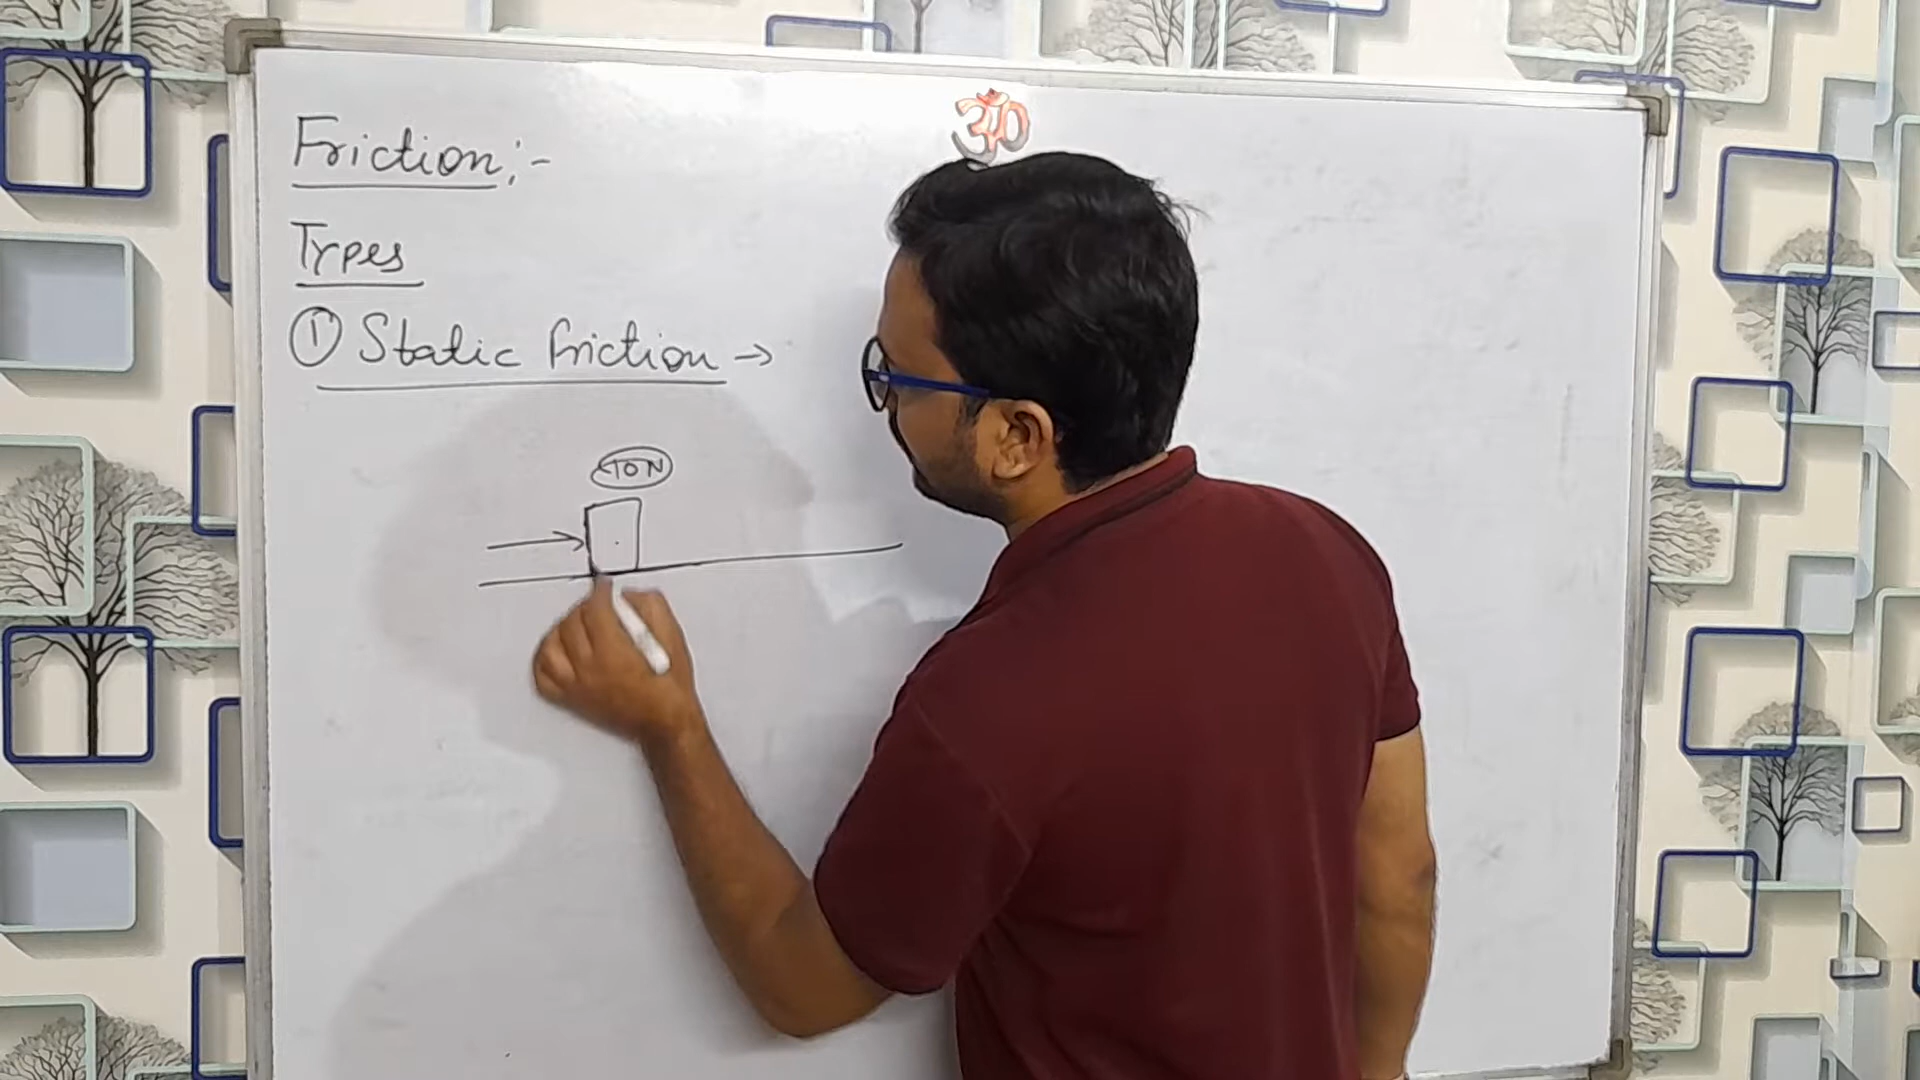 ॐ
Friction:-
Types
① Static friction →
10N